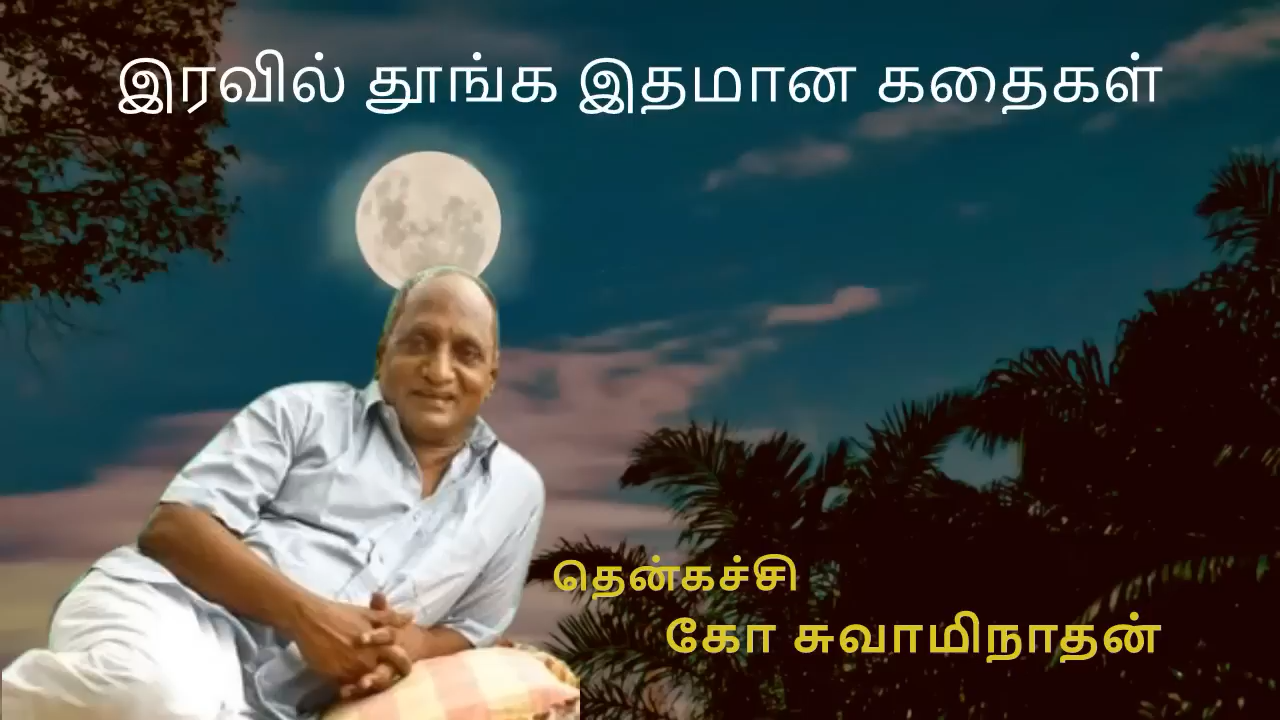 இரவில் தூங்க இதமான கதைகள்
தென்கச்சி
கோ சுவாமிநாதன்